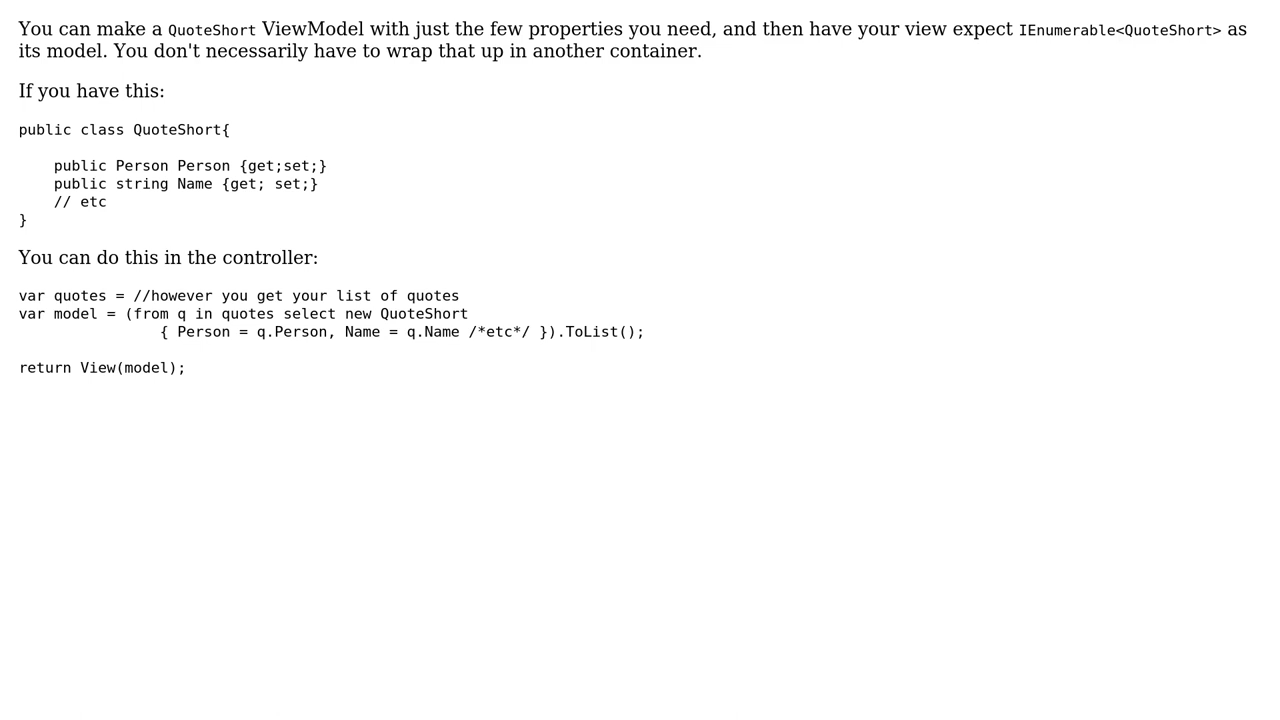 You can make a QuoteShort ViewModel with just the few properties you need, and then have your view expect IEnumerable<QuoteShort> as
its model. You don't necessarily have to wrap that up in another container.
If you have this:
public class QuoteShort{
    public Person Person {get;set;}
    public string Name {get; set;}
    // etc
}
You can do this in the controller:
var quotes = //however you get your list of quotes
var model = (from q in quotes select new QuoteShort
                { Person = q.Person, Name = q.Name /*etc*/ }).ToList();
return View(model);